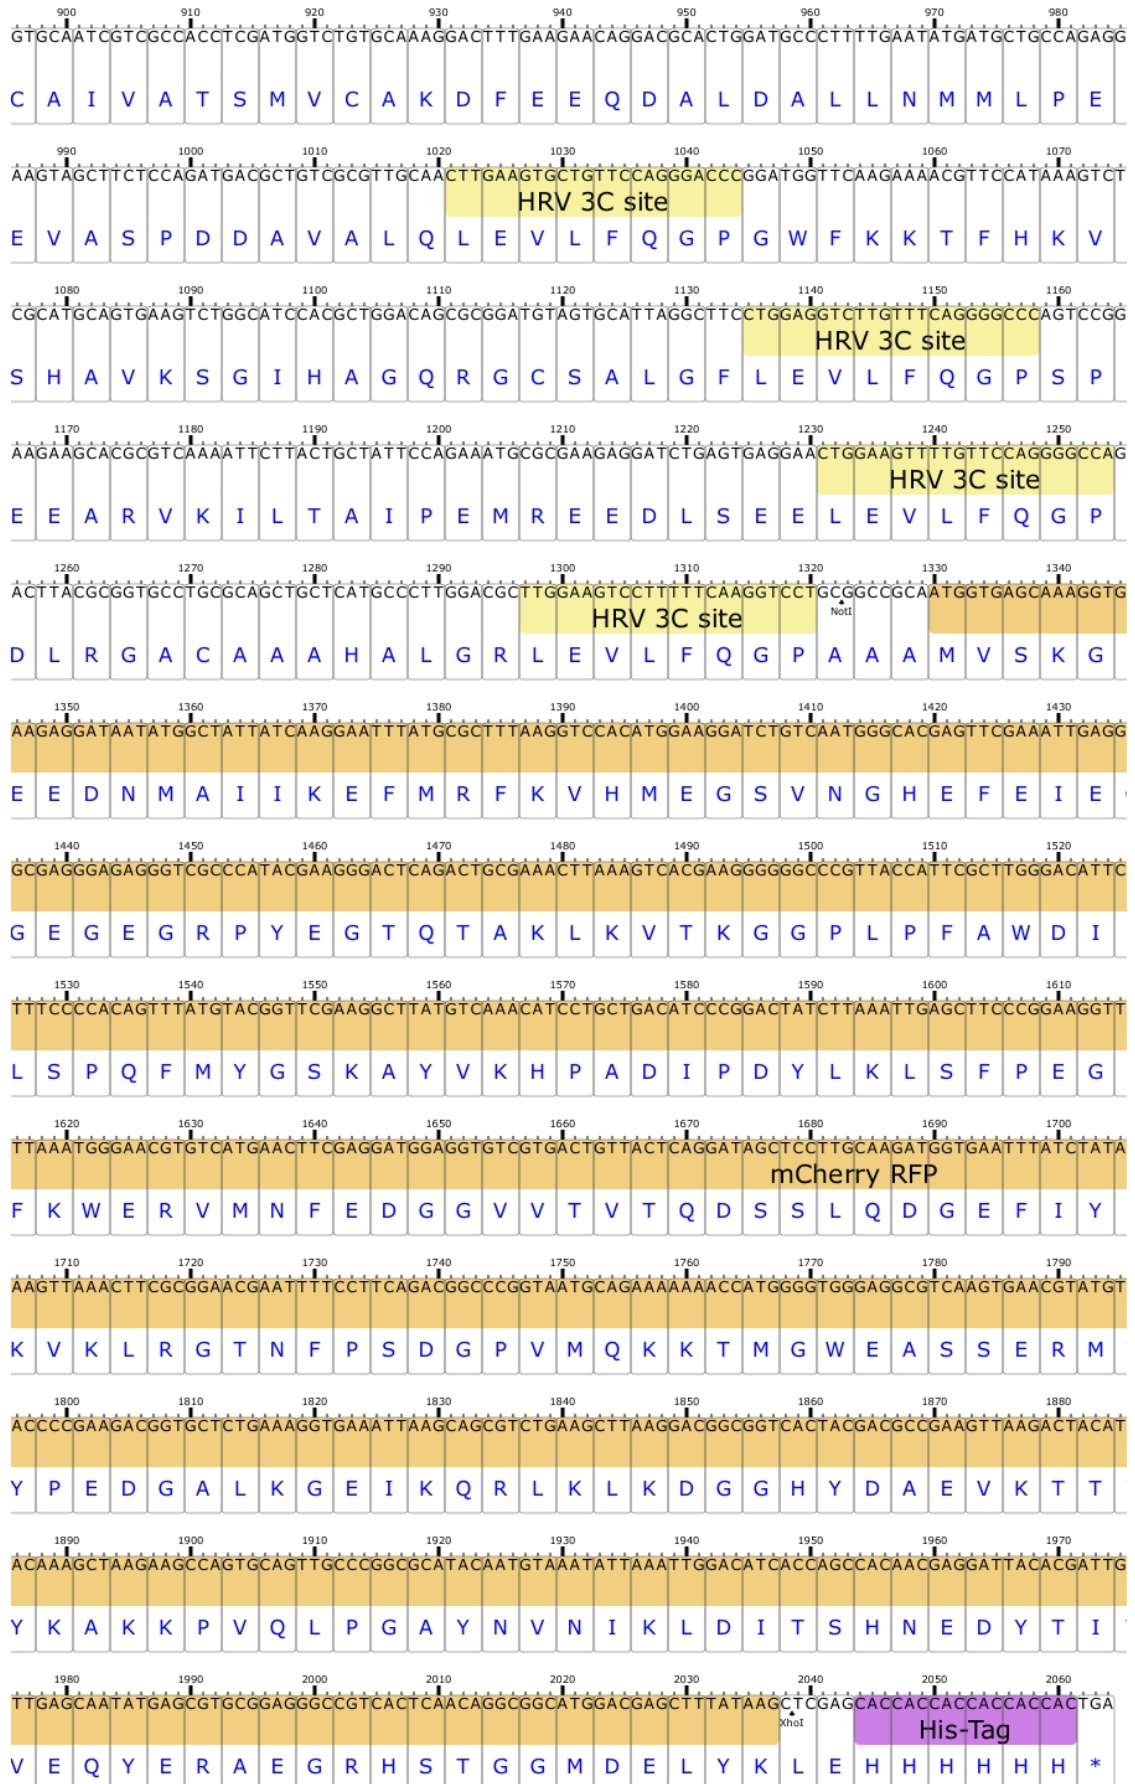 900 910 920 930 940 950 960 970 980
GTGCAATCGTCGCCACCTCGATGGTCTGTGCAAAGGACTTTGAAGAACAGGACGCACTGGATGCCCTTTTGAATATGATGCTGCCAGAGG
C A I V A T S M V C A K D F E E Q D A L D A L L N M M L P E
990 1000 1010 1020 1030 1040 1050 1060 1070
AAGTAGCTTCTCCAGATGACGCTGTCGCGTTGCAACTTGAAGTGCTGTTCCAGGGACCCGGATGGTTCAAGAAAACGTTCCATAAAGTCT
HRV 3C site
E V A S P D D A V A L Q L E V L F Q G P G W F K K T F H K V
1080 1090 1100 1110 1120 1130 1140 1150 1160
CGCATGCAGTGAAGTCTGGCATCCACGCTGGACAGCGCGGATGTAGTGCATTAGGCTTCCTGGAGGTCTTGTTTCAGGGGCCCAGTCCGG
HRV 3C site
S H A V K S G I H A G Q R G C S A L G F L E V L F Q G P S P
1170 1180 1190 1200 1210 1220 1230 1240 1250
AAGAAGCACGCGTCAAAATTCTTACTGCTATTCCAGAAATGCGCGAAGAGGATCTGAGTGAGGAACTGGAAGTTTTGTTCCAGGGGCCAG
HRV 3C site
E E A R V K I L T A I P E M R E E D L S E E L E V L F Q G P
1260 1270 1280 1290 1300 1310 1320 1330 1340
ACTTACGCGGTGCCTGCGCAGCTGCTCATGCCCTTGGACGCTTGGAAGTCCTTTTTCAAGGTCCTGCGGCCGCAATGGTGAGCAAAGGTG
HRV 3C site NotI
D L R G A C A A A H A L G R L E V L F Q G P A A A M V S K G
1350 1360 1370 1380 1390 1400 1410 1420 1430
AAGAGGATAATATGGCTATTATCAAGGAATTTATGCGCTTTAAGGTCCACATGGAAGGATCTGTCAATGGGCACGAGTTCGAAATTGAGG
E E D N M A I I K E F M R F K V H M E G S V N G H E F E I E
1440 1450 1460 1470 1480 1490 1500 1510 1520
GCGAGGGAGAGGGTCGCCCATACGAAGGGACTCAGACTGCGAAACTTAAAGTCACGAAGGGGGGCCCGTTACCATTCGCTTGGGACATTC
G E G E G R P Y E G T Q T A K L K V T K G G P L P F A W D I
1530 1540 1550 1560 1570 1580 1590 1600 1610
TTTCCCCACAGTTTATGTACGGTTCGAAGGCTTATGTCAAACATCCTGCTGACATCCCGGACTATCTTAAATTGAGCTTCCCGGAAGGTT
L S P Q F M Y G S K A Y V K H P A D I P D Y L K L S F P E G
1620 1630 1640 1650 1660 1670 1680 1690 1700
TTAAATGGGAACGTGTCATGAACTTCGAGGATGGAGGTGTCGTGACTGTTACTCAGGATAGCTCCTTGCAAGATGGTGAATTTATCTATA
mCherry RFP
F K W E R V M N F E D G G V V T V T Q D S S L Q D G E F I Y
1710 1720 1730 1740 1750 1760 1770 1780 1790
AAGTTAAACTTCGCGGAACGAATTTTCCTTCAGACGGCCCGGTAATGCAGAAAAAAACCATGGGGTGGGAGGCGTCAAGTGAACGTATGT
K V K L R G T N F P S D G P V M Q K K T M G W E A S S E R M
1800 1810 1820 1830 1840 1850 1860 1870 1880
ACCCCGAAGACGGTGCTCTGAAAGGTGAAATTAAGCAGCGTCTGAAGCTTAAGGACGGCGGTCACTACGACGCCGAAGTTAAGACTACAT
Y P E D G A L K G E I K Q R L K L K D G G H Y D A E V K T T
1890 1900 1910 1920 1930 1940 1950 1960 1970
ACAAAGCTAAGAAGCCAGTGCAGTTGCCCGGCGCATACAATGTAAATATTAAATTGGACATCACCAGCCACAACGAGGATTACACGATTG
Y K A K K P V Q L P G A Y N V N I K L D I T S H N E D Y T I
1980 1990 2000 2010 2020 2030 2040 2050 2060
TTGAGCAATATGAGCGTGCGGAGGGCCGTCACTCAACAGGCGGCATGGACGAGCTTTATAAGCTCGAGCACCACCACCACCACCACTGA
XhoI His-Tag
V E Q Y E R A E G R H S T G G M D E L Y K L E H H H H H H *